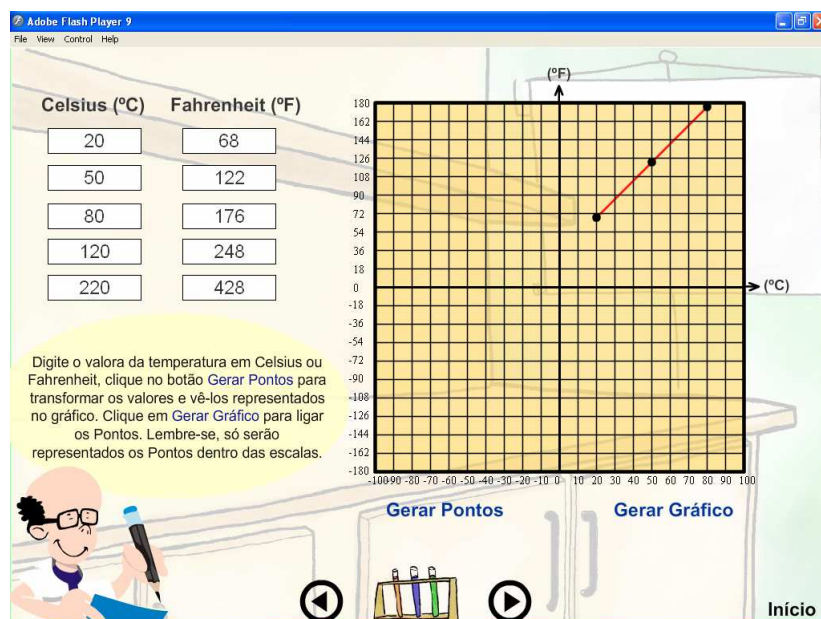 Adobe Flash Player 9
File View Control Help
Celsius (ºC) Fahrenheit (ºF)
20 68
50 122
80 176
120 248
220 428
Digite o valora da temperatura em Celsius ou
Fahrenheit, clique no botão Gerar Pontos para
transformar os valores e vê-los representados
no gráfico. Clique em Gerar Gráfico para ligar
os Pontos. Lembre-se, só serão
representados os Pontos dentro das escalas.
(ºF)
180
162
144
126
108
90
72
54
36
18
0
-18
-36
-54
-72
-90
-108
-126
-144
-162
-180
(ºC)
-100 -90 -80 -70 -60 -50 -40 -30 -20 -10 0 10 20 30 40 50 60 70 80 90 100
Gerar Pontos Gerar Gráfico
Início